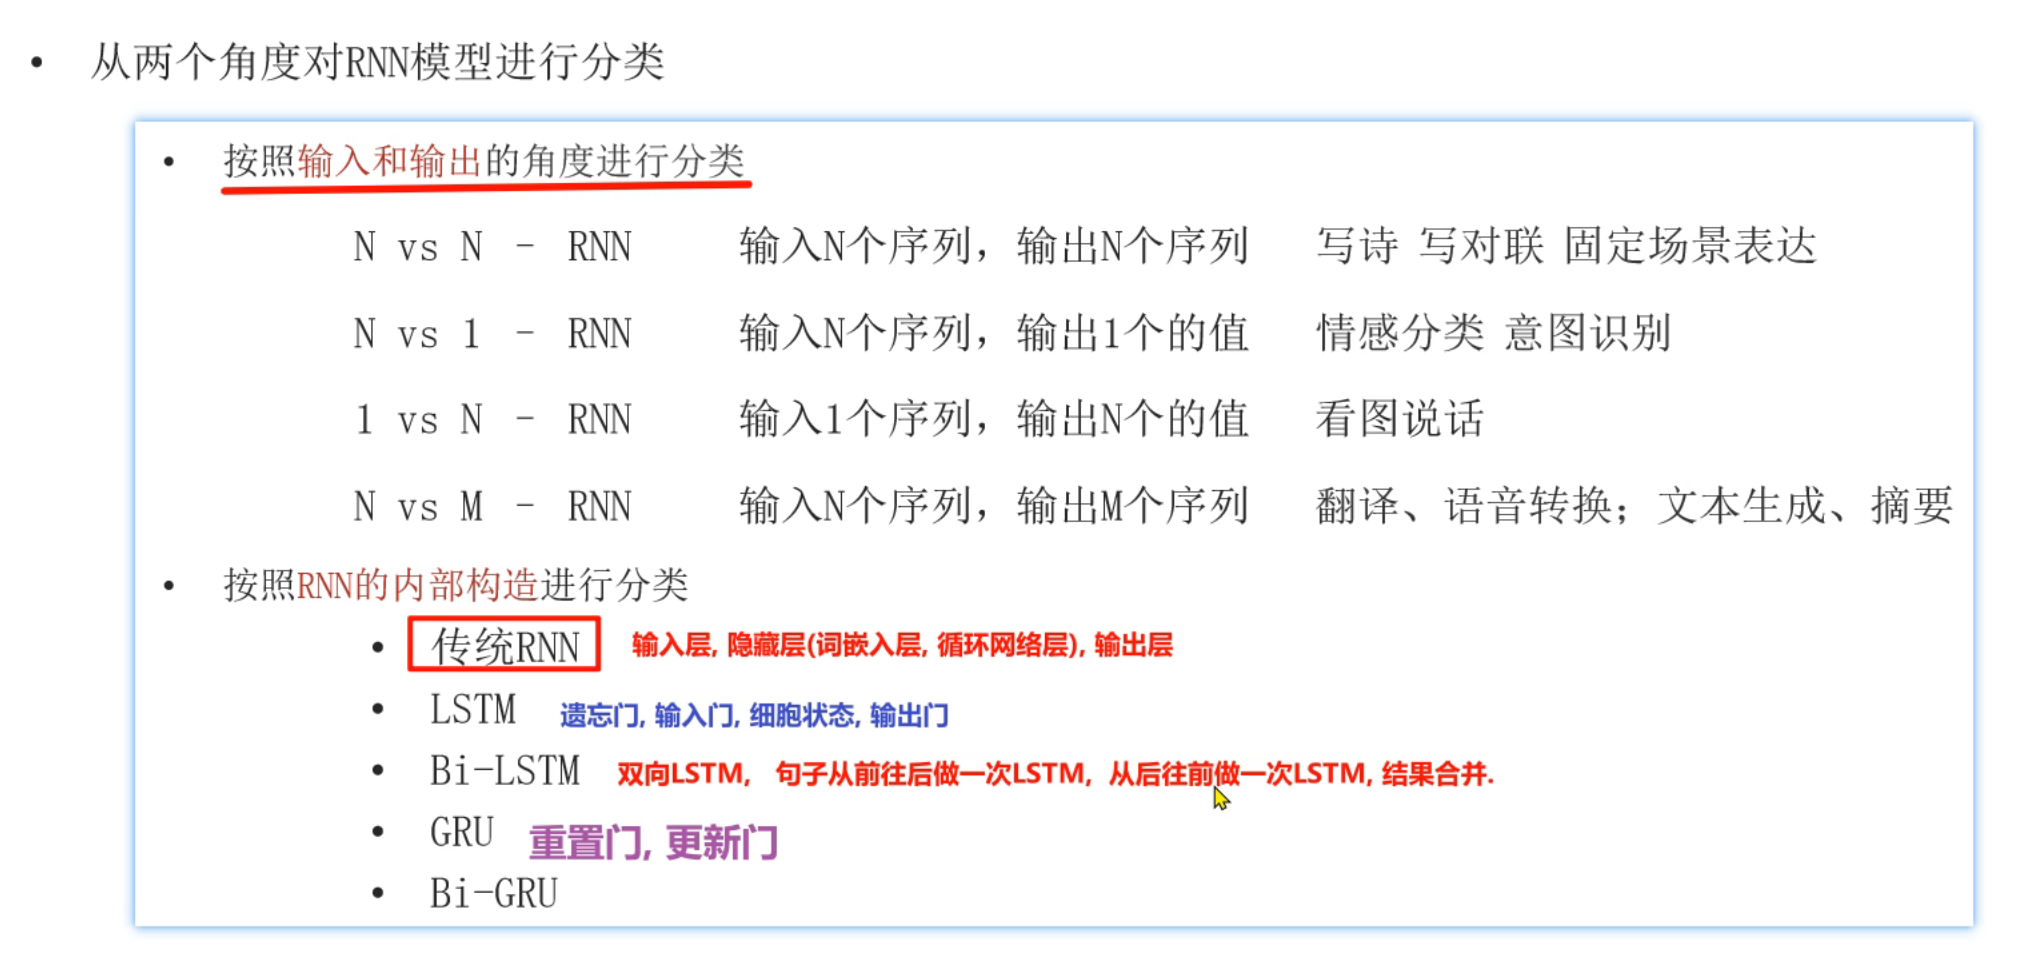 • 从两个角度对RNN模型进行分类
• 按照输入和输出的角度进行分类
N vs N - RNN 输入N个序列，输出N个序列 写诗 写对联 固定场景表达
N vs 1 - RNN 输入N个序列，输出1个的值 情感分类 意图识别
1 vs N - RNN 输入1个序列，输出N个的值 看图说话
N vs M - RNN 输入N个序列，输出M个序列 翻译、语音转换；文本生成、摘要
• 按照RNN的内部构造进行分类
• 传统RNN 输入层, 隐藏层(词嵌入层, 循环网络层), 输出层
• LSTM 遗忘门, 输入门, 细胞状态, 输出门
• Bi-LSTM 双向LSTM, 句子从前往后做一次LSTM, 从后往前做一次LSTM, 结果合并.
• GRU 重置门, 更新门
• Bi-GRU